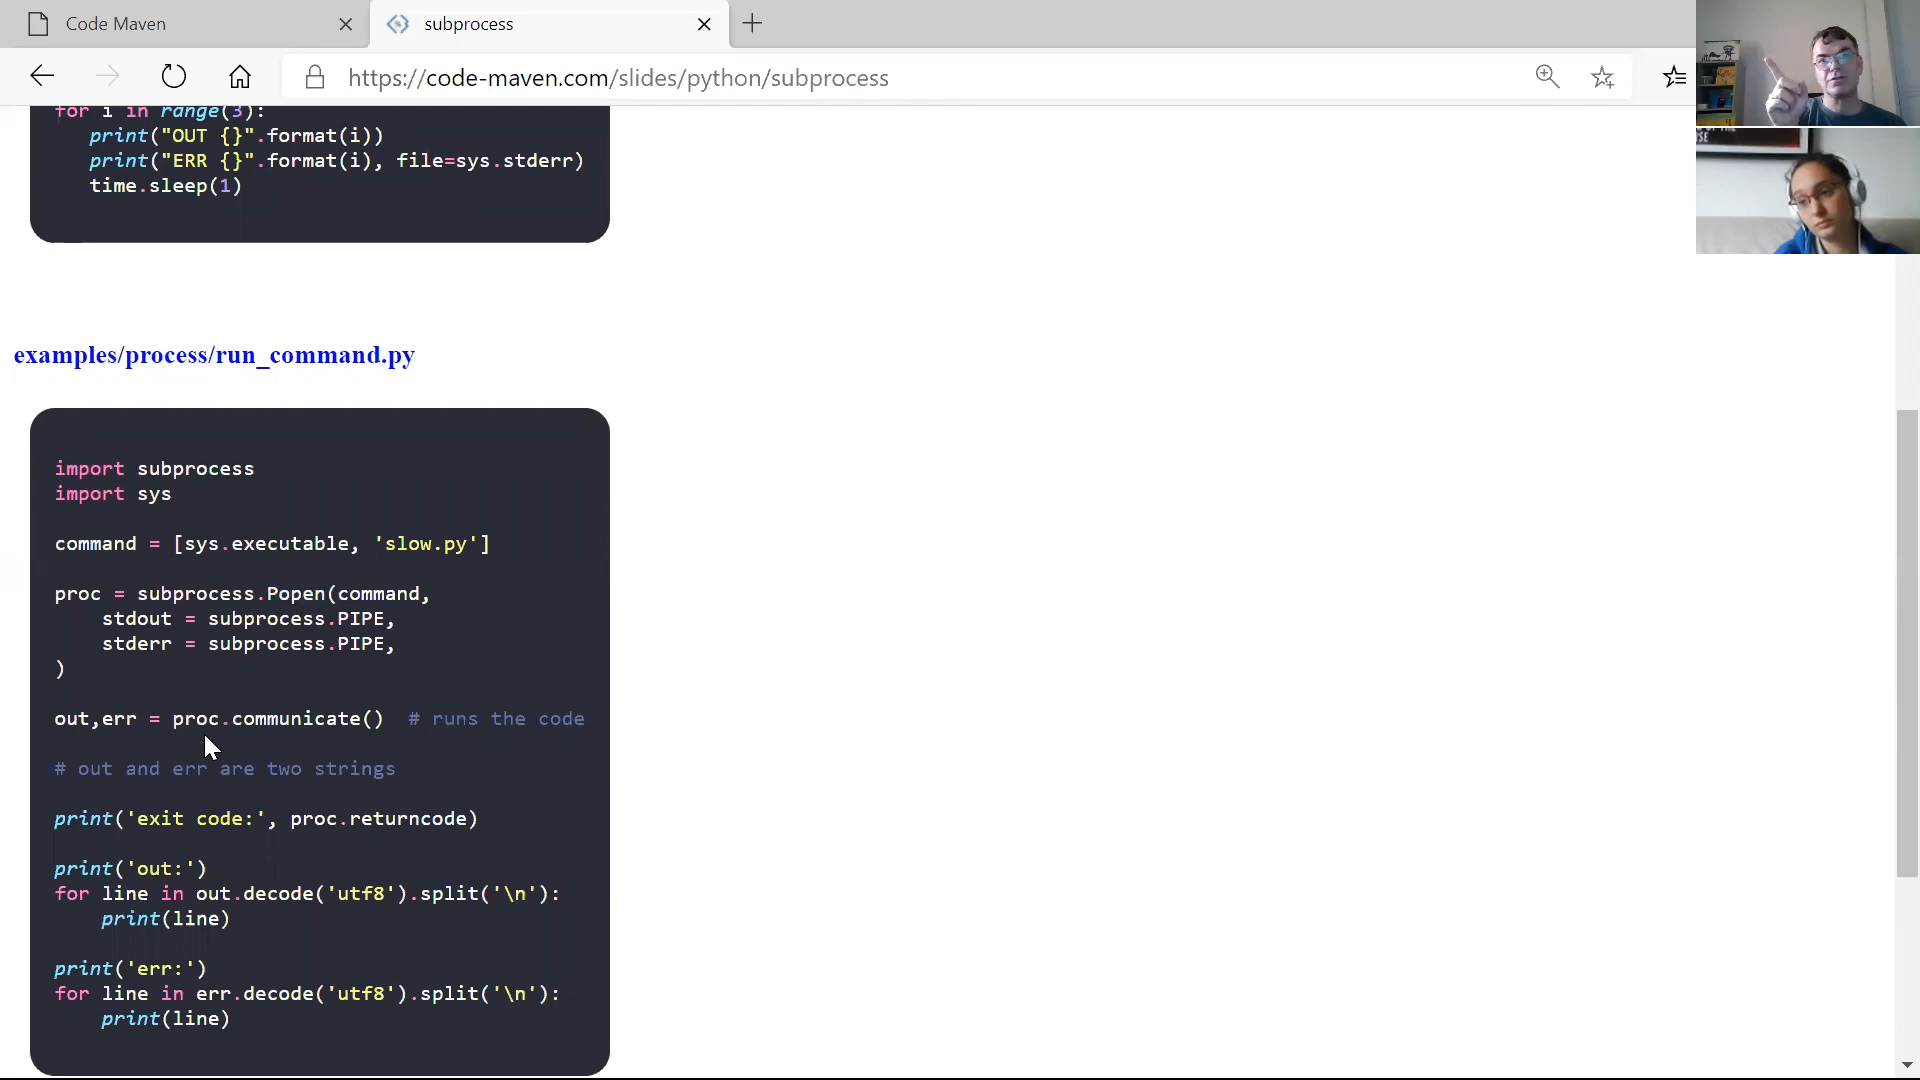 Code Maven
subprocess
https://code-maven.com/slides/python/subprocess
for i in range(3):
print("OUT {}".format(i))
print("ERR {}".format(i), file=sys.stderr)
time.sleep(1)
examples/process/run_command.py
import subprocess
import sys
command = [sys.executable, 'slow.py']
proc = subprocess.Popen(command,
stdout = subprocess.PIPE,
stderr = subprocess.PIPE,
)
out,err = proc.communicate()  # runs the code
# out and err are two strings
print('exit code:', proc.returncode)
print('out:')
for line in out.decode('utf8').split('\n'):
print(line)
print('err:')
for line in err.decode('utf8').split('\n'):
print(line)